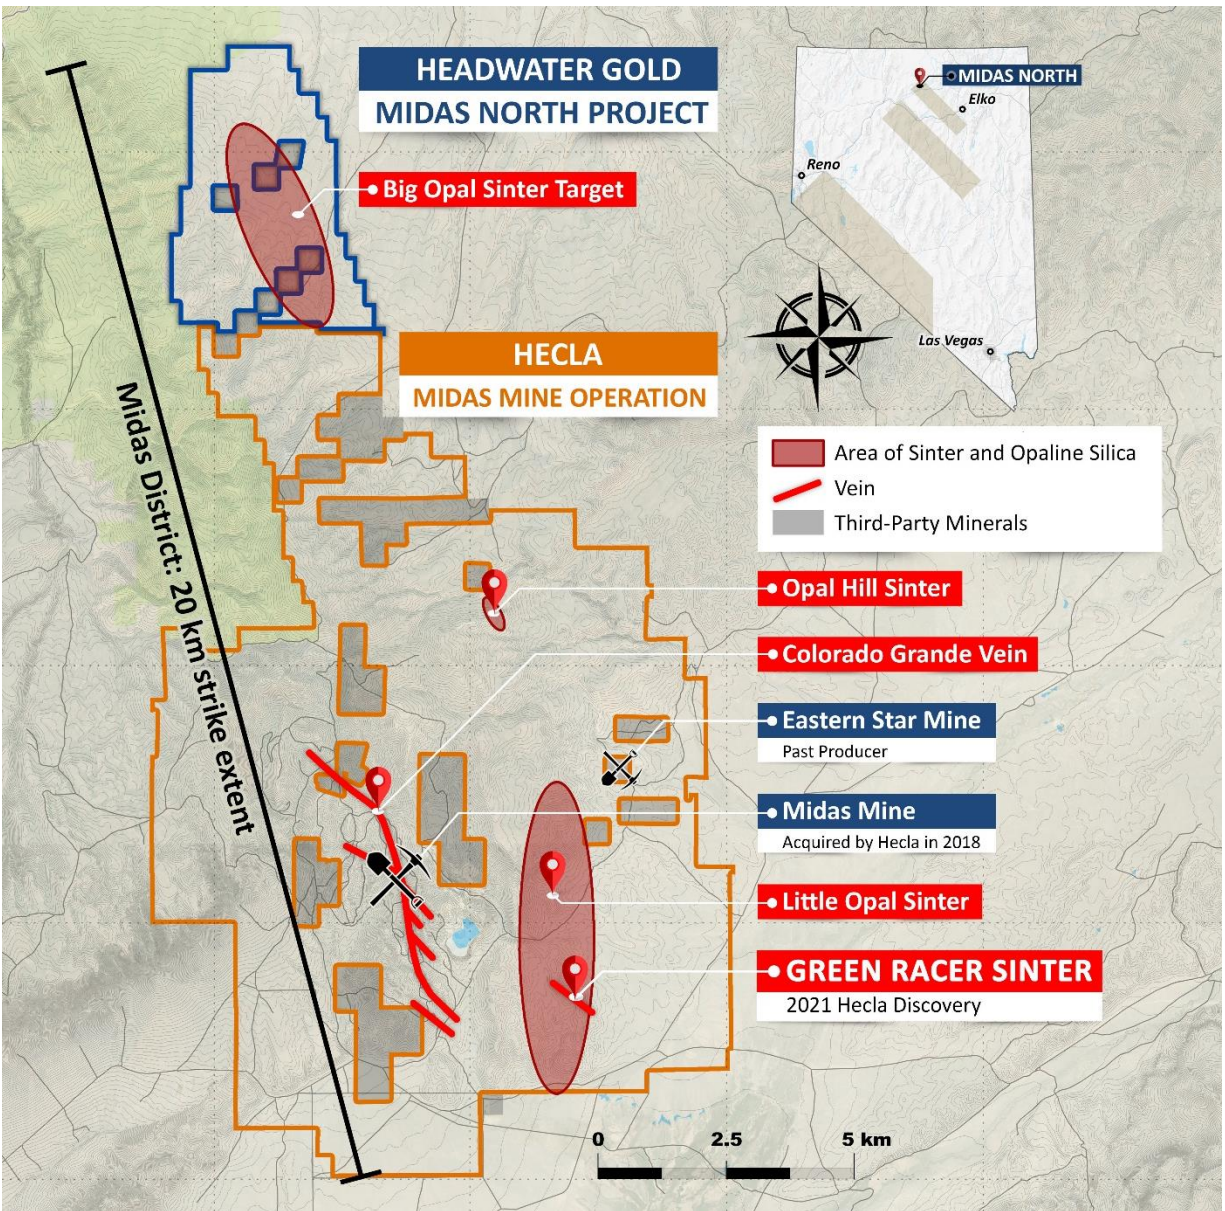 HEADWATER GOLD
MIDAS NORTH PROJECT
Big Opal Sinter Target
MIDAS NORTH
Elko
Reno
Las Vegas
HECLA
MIDAS MINE OPERATION
Midas District: 20 km strike extent
Area of Sinter and Opaline Silica
Vein
Third-Party Minerals
Opal Hill Sinter
Colorado Grande Vein
Eastern Star Mine
Past Producer
Midas Mine
Acquired by Hecla in 2018
Little Opal Sinter
GREEN RACER SINTER
2021 Hecla Discovery
0 2.5 5 km